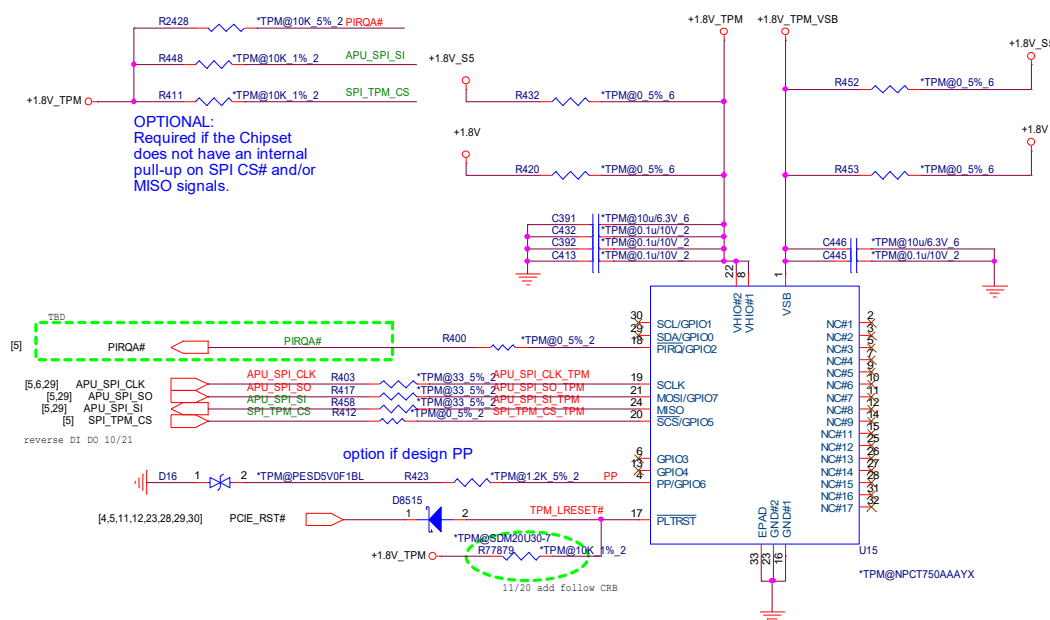 R2428 *TPM@10K_5%_2 PIRQA#
R448 *TPM@10K_1%_2 APU_SPI_SI
+1.8V_TPM R411 *TPM@10K_1%_2 SPI_TPM_CS
OPTIONAL:
Required if the Chipset
does not have an internal
pull-up on SPI CS# and/or
MISO signals.
+1.8V_TPM +1.8V_TPM_VSB
+1.8V_S5 +1.8V_S5
R432 *TPM@0_5%_6
R452 *TPM@0_5%_6
+1.8V +1.8V
R420 *TPM@0_5%_6
R453 *TPM@0_5%_6
C391 *TPM@10u/6.3V_6
C432 *TPM@0.1u/10V_2
C392 *TPM@0.1u/10V_2
C413 *TPM@0.1u/10V_2
C446 *TPM@10u/6.3V_6
C445 *TPM@0.1u/10V_2
22 8 1
VHIO#2 VHIO#1 VSB
TBD
[5] PIRQA# PIRQA# R400 *TPM@0_5%_2
[5,6,29] APU_SPI_CLK APU_SPI_CLK R403 *TPM@33_5%_2 APU_SPI_CLK_TPM
[5,29] APU_SPI_SO APU_SPI_SO R417 *TPM@33_5%_2 APU_SPI_SO_TPM
[5,29] APU_SPI_SI APU_SPI_SI R458 *TPM@33_5%_2 APU_SPI_SI_TPM
[5] SPI_TPM_CS SPI_TPM_CS R412 *TPM@0_5%_2 SPI_TPM_CS_TPM
reverse DI DO 10/21
30 SCL/GPIO1
29 SDA/GPIO0
18 PIRQ/GPIO2
19 SCLK
21 MOSI/GPIO7
24 MISO
20 SCS/GPIO5
6 GPIO3
13 GPIO4
4 PP/GPIO6
17 PLTRST
NC#1 2
NC#2 3
NC#3 5
NC#4 7
NC#5 9
NC#6 10
NC#7 11
NC#8 12
NC#9 14
NC#11 15
NC#12 25
NC#13 26
NC#14 27
NC#15 28
NC#16 31
NC#17 32
option if design PP
D16 1 2 *TPM@PESD5V0F1BL R423 *TPM@1.2K_5%_2 PP
[4,5,11,12,23,28,29,30] PCIE_RST# D8515 1 2 TPM_LRESET#
*TPM@SDM20U30-7
+1.8V_TPM R77879 *TPM@10K_1%_2
11/20 add follow CRB
EPAD GND#2 GND#1
33 23 16
U15
*TPM@NPCT750AAAYX